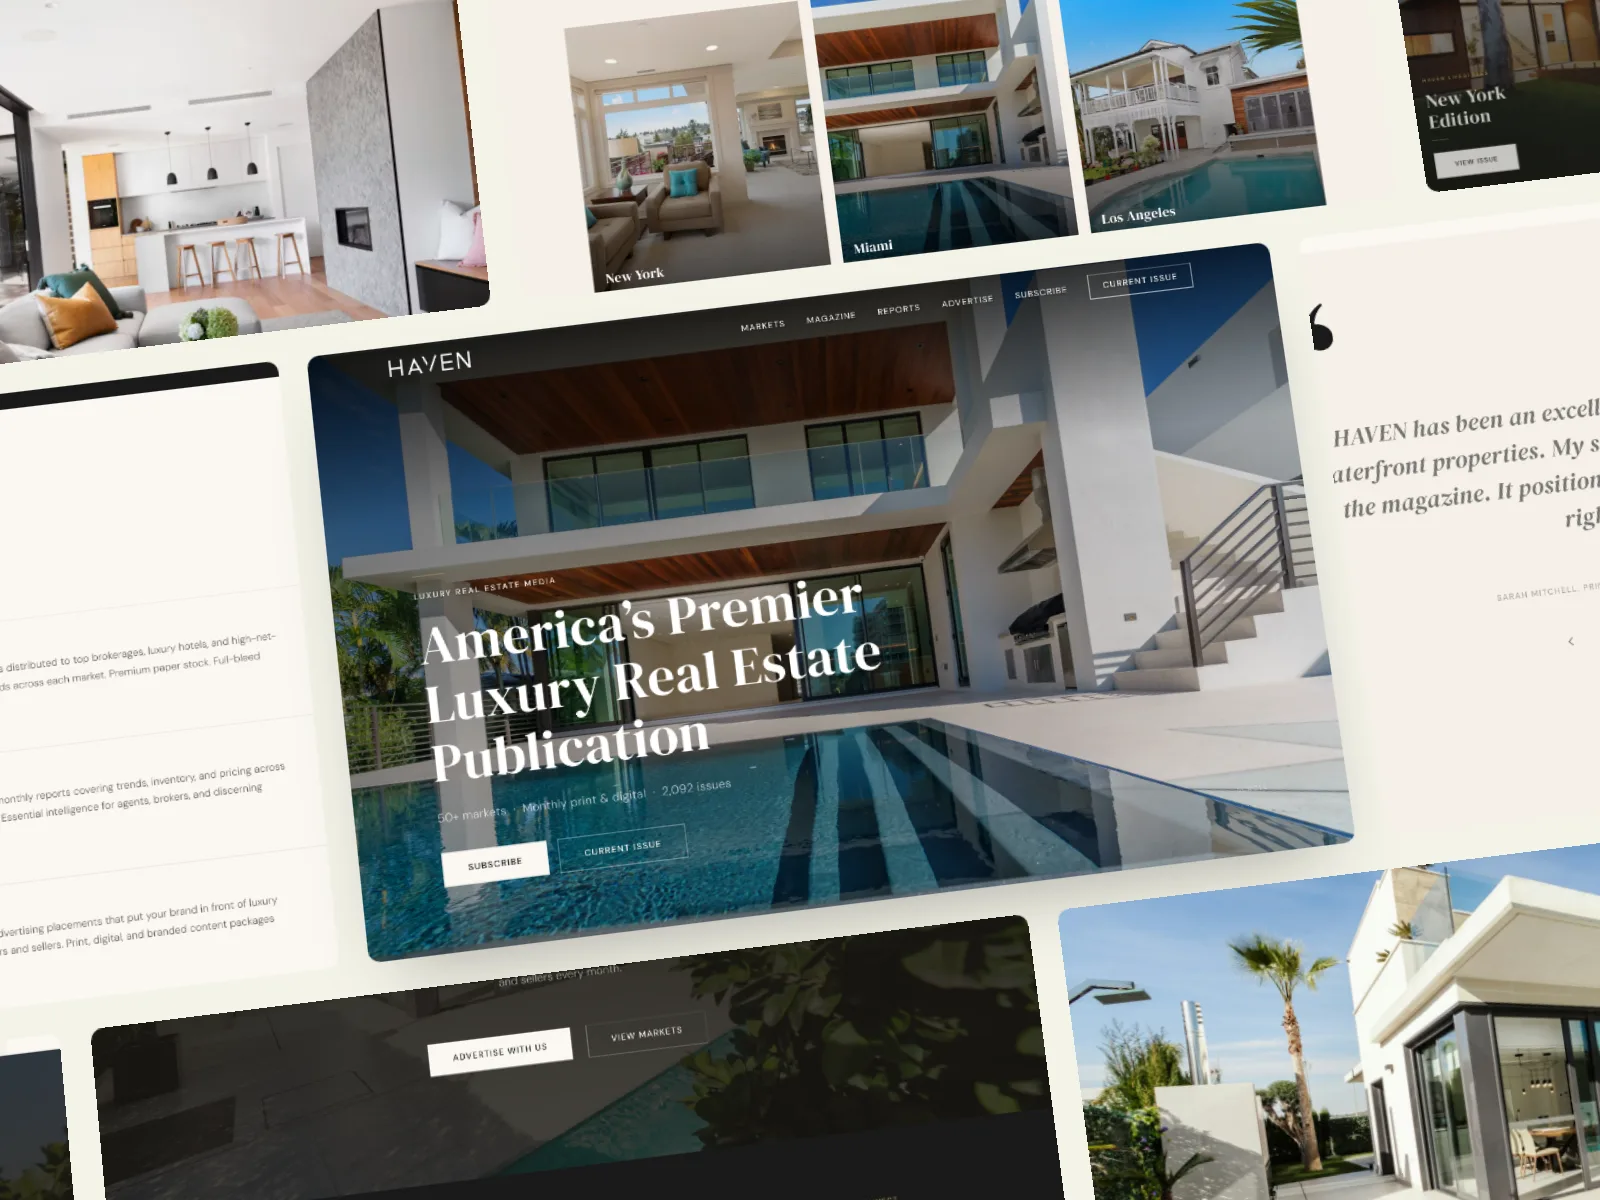 New York
Miami
Los Angeles
New York
Edition
VIEW ISSUE
HAVEN
MARKETS
MAGAZINE
REPORTS
ADVERTISE
SUBSCRIBE
CURRENT ISSUE
LUXURY REAL ESTATE MEDIA
America's Premier
Luxury Real Estate
Publication
50+ markets · Monthly print & digital · 2,092 issues
SUBSCRIBE
CURRENT ISSUE
s distributed to top brokerages, luxury hotels, and high-net-
ds across each market. Premium paper stock. Full-bleed
monthly reports covering trends, inventory, and pricing across
Essential intelligence for agents, brokers, and discerning
dvertising placements that put your brand in front of luxury
rs and sellers. Print, digital, and branded content packages
HAVEN has been an excell
aterfront properties. My s
the magazine. It position
righ
SARAH MITCHELL, PRI
and sellers every month.
ADVERTISE WITH US
VIEW MARKETS